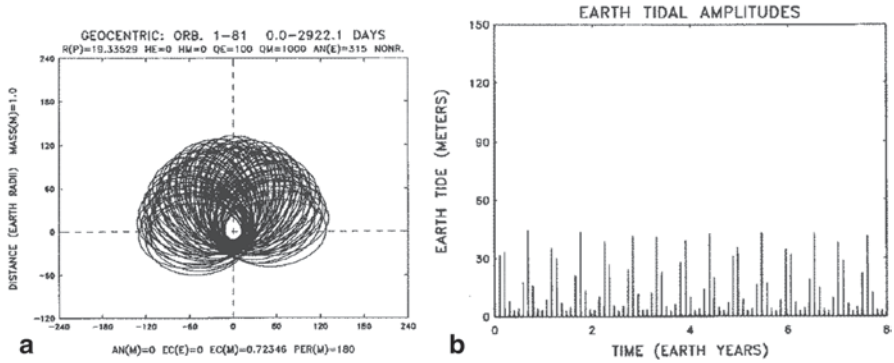 GEOCENTRIC: ORB. 1-81 0.0-2922.1 DAYS
R(P)=19.33529 HE=0 HM=0 QE=100 QM=1000 AN(E)=315 NONR.
DISTANCE (EARTH RADII) MASS(M)=1.0
240
180
120
60
0
-60
-120
-240 -180 -120 -60 0 60 120 180 240
AN(M)=0 EC(E)=0 EC(M)=0.72346 PER(M)=180
a
EARTH TIDAL AMPLITUDES
EARTH TIDE (METERS)
150
120
90
60
30
0
0 2 4 6 8
TIME (EARTH YEARS)
b